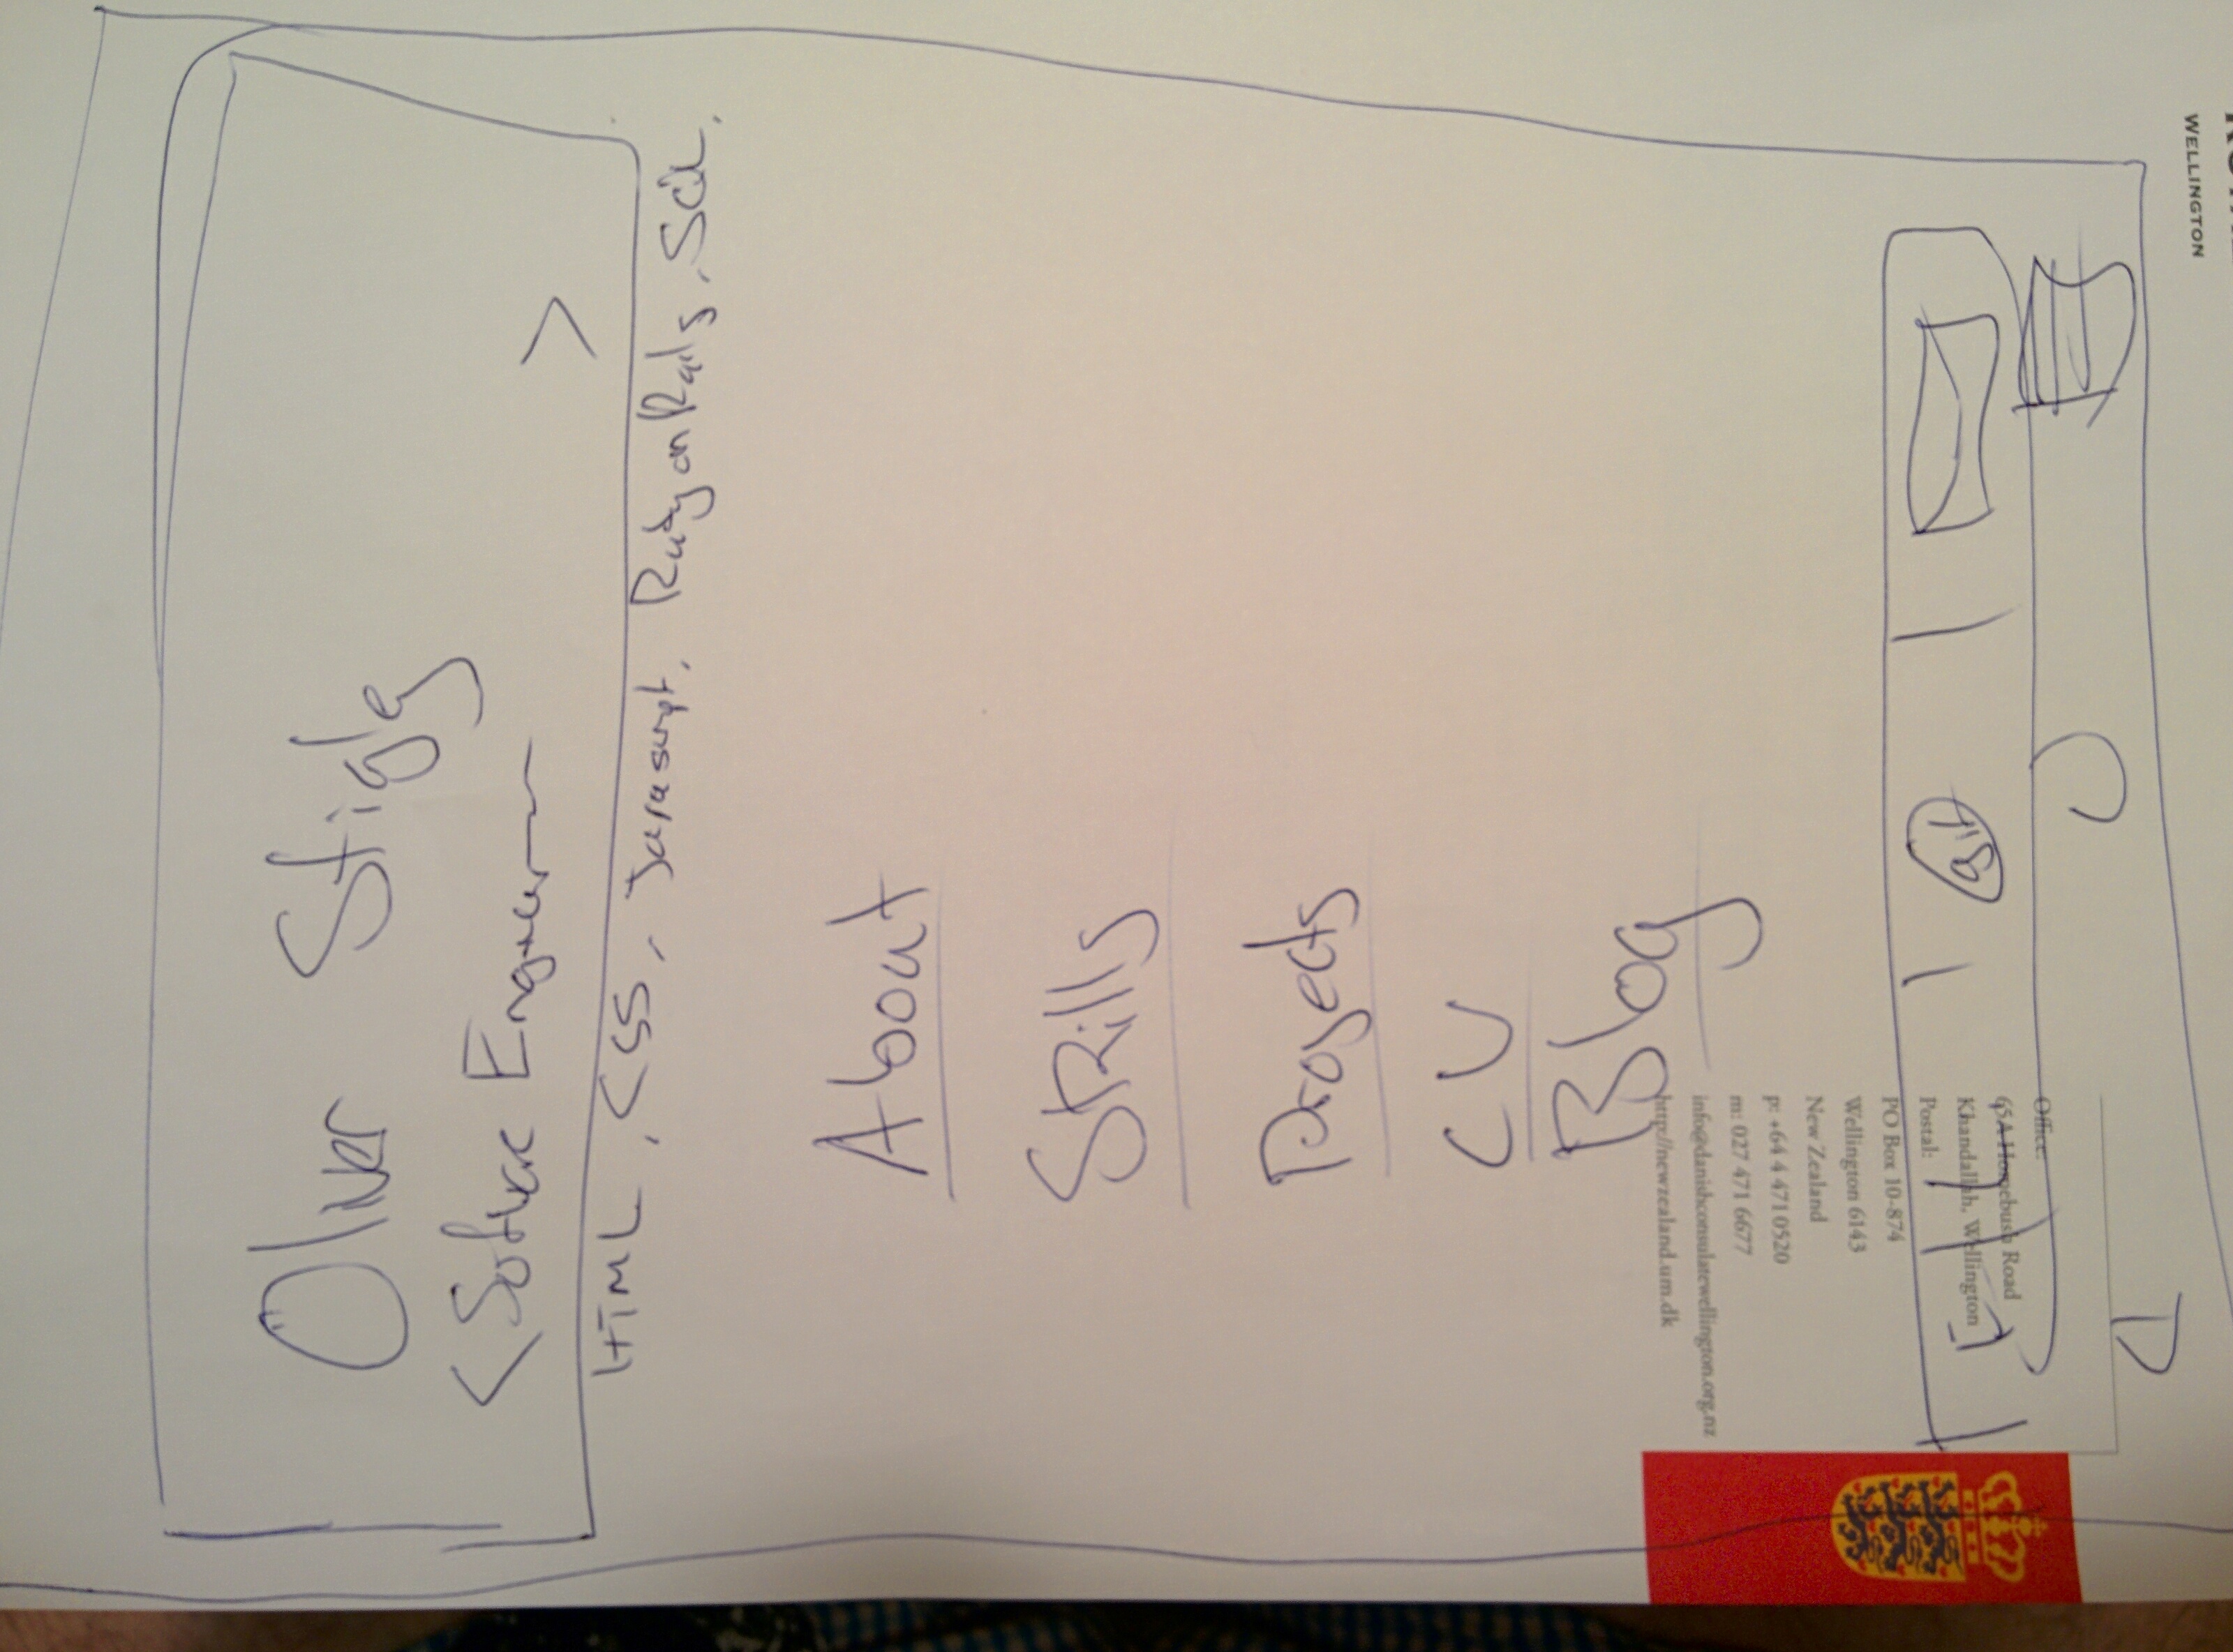 Oliver Stigly
<Software Engineer >
HTML, CSS, Javascript, Ruby on Rails, SQL,
About
Skills
Projects
CV
Blog
Git
WELLINGTON
Office:
65A Homebush Road
Khandallah, Wellington
Postal:
PO Box 10-874
Wellington 6143
New Zealand
p: +64 4 471 0520
m: 027 471 6677
info@danishconsulatewellington.org.nz
http://newzealand.um.dk